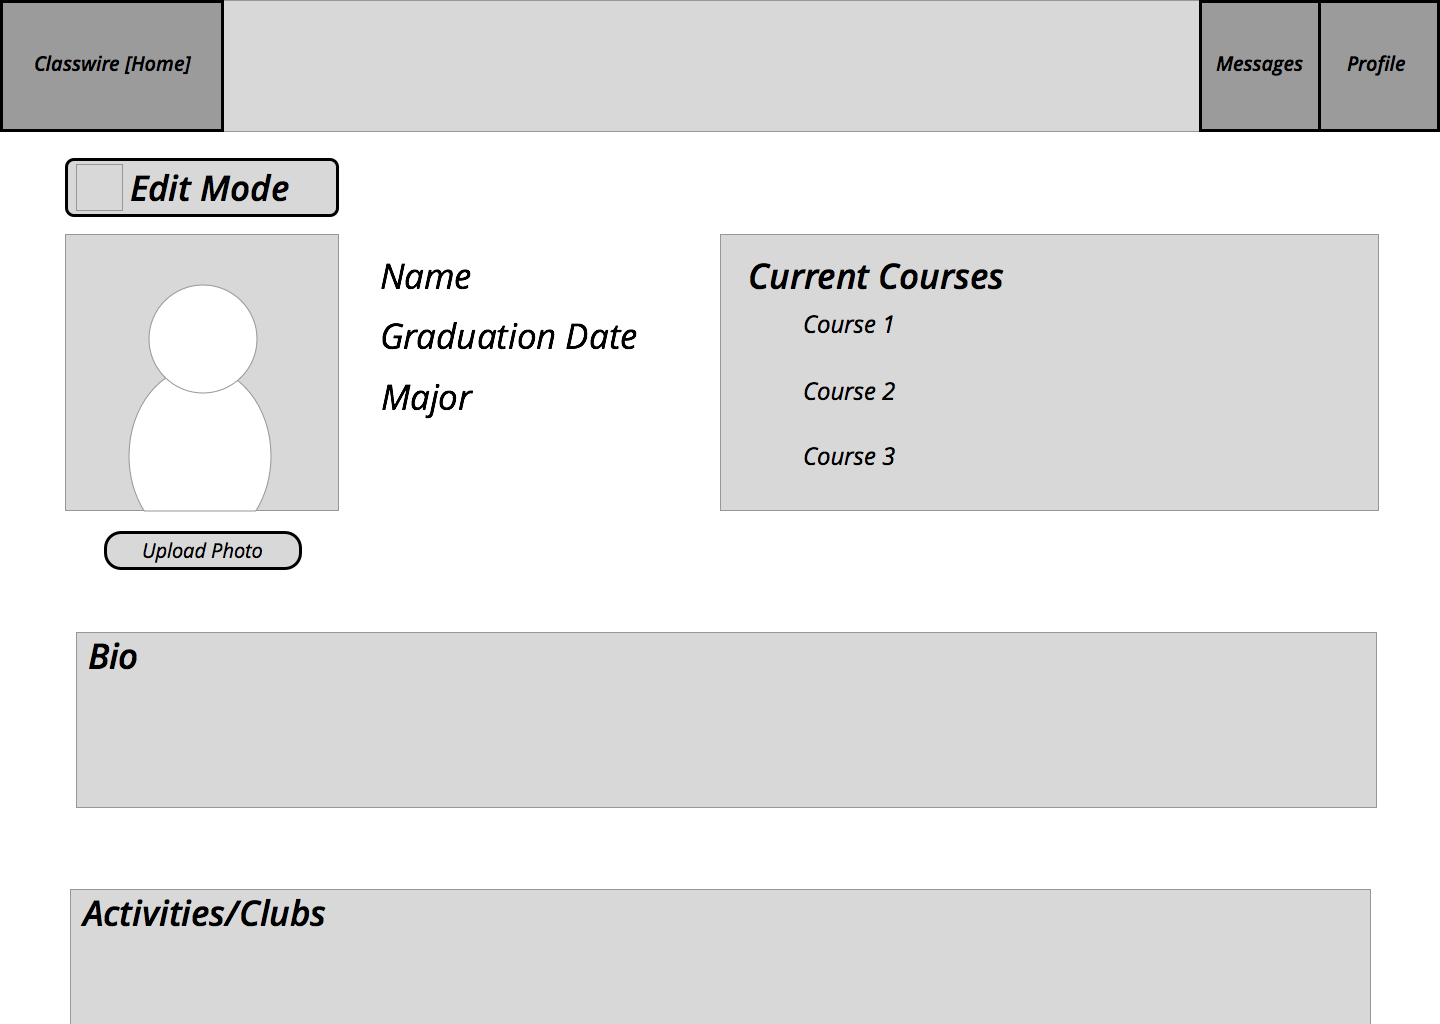 Classwire [Home]
Messages
Profile
Edit Mode
Name
Graduation Date
Major
Current Courses
Course 1
Course 2
Course 3
Upload Photo
Bio
Activities/Clubs